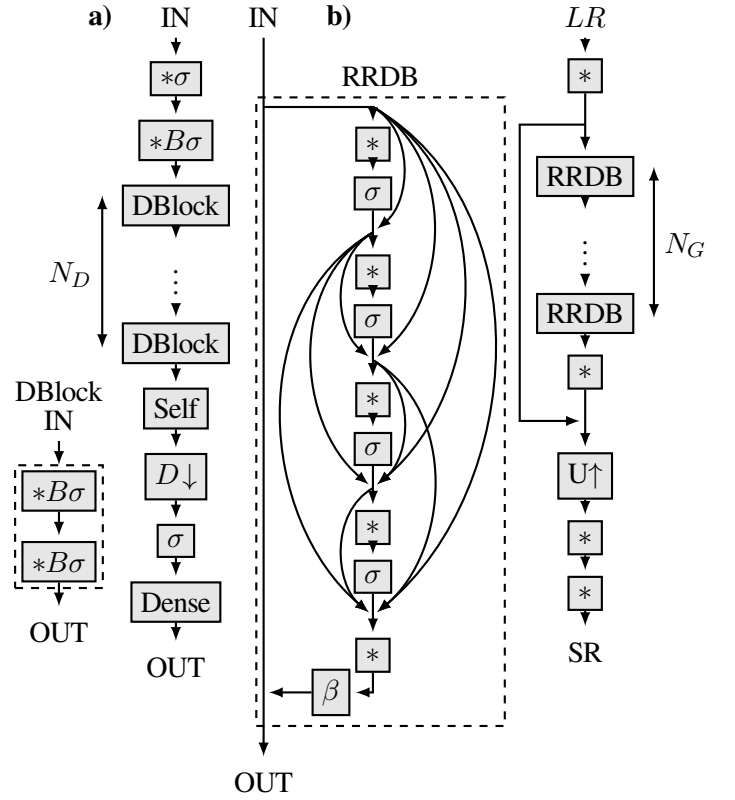 a)
IN
∗σ
∗Bσ
DBlock
N_D
⋮
DBlock
Self
D↓
σ
Dense
OUT
DBlock
IN
∗Bσ
∗Bσ
OUT
IN
b)
RRDB
∗
σ
∗
σ
∗
σ
∗
σ
∗
β
OUT
LR
∗
RRDB
⋮
N_G
RRDB
∗
U↑
∗
∗
SR